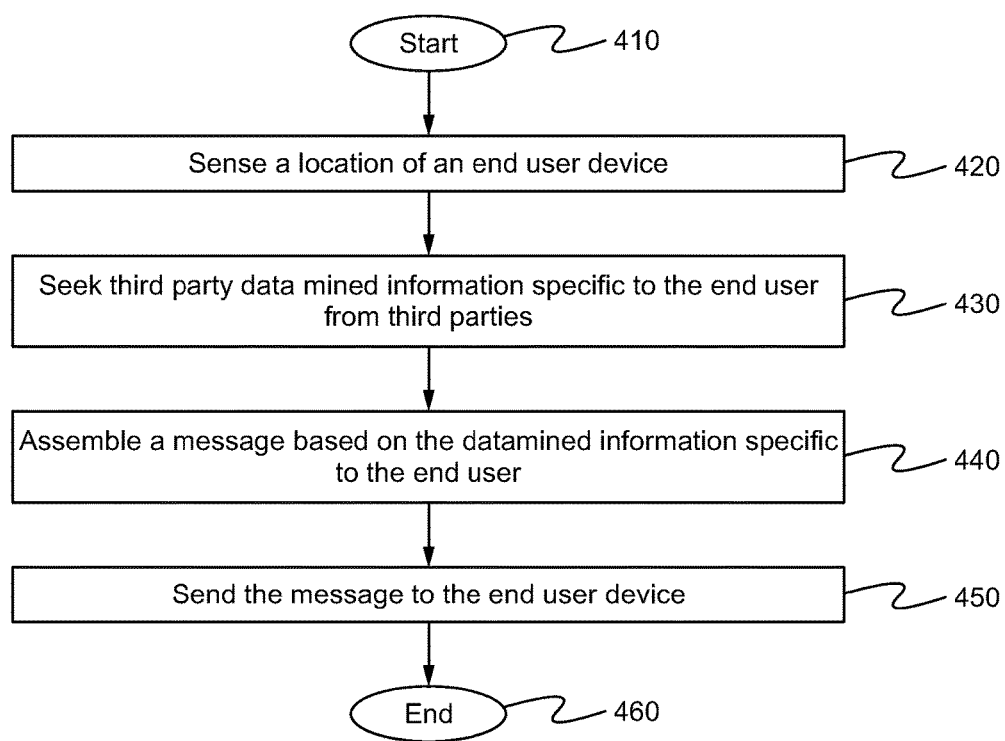 Start
410
Sense a location of an end user device
420
Seek third party data mined information specific to the end user
from third parties
430
Assemble a message based on the datamined information specific
to the end user
440
Send the message to the end user device
450
End
460